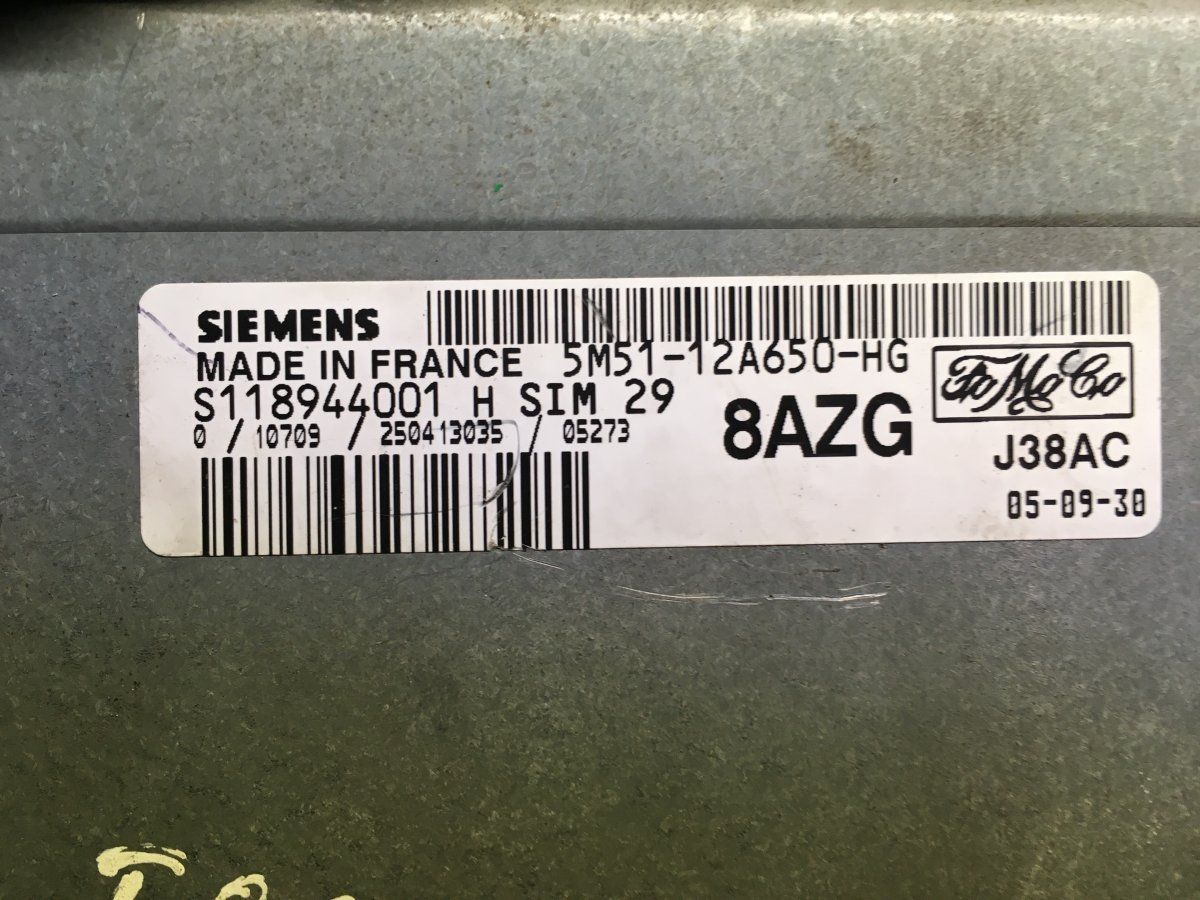 SIEMENS
MADE IN FRANCE 5M51-12A650-HG
S118944001 H SIM 29
FoMoCo
0 / 10709 / 250413035 / 05273
8AZG
J38AC
05-09-30